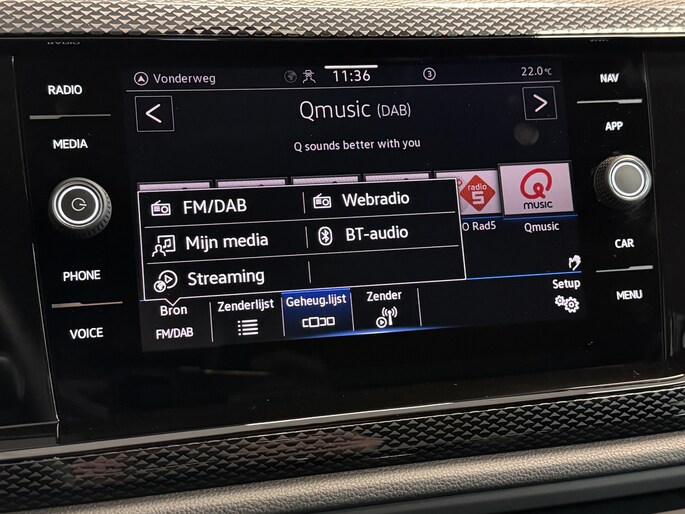 RADIO
MEDIA
PHONE
VOICE
Vonderweg
11:36
3
22.0°C
Qmusic (DAB)
Q sounds better with you
radio
5
Q
MUSIC
O Rad5
Qmusic
FM/DAB
Webradio
Mijn media
BT-audio
Streaming
Bron
FM/DAB
Zenderlijst
Geheug.lijst
Zender
Setup
NAV
APP
CAR
MENU